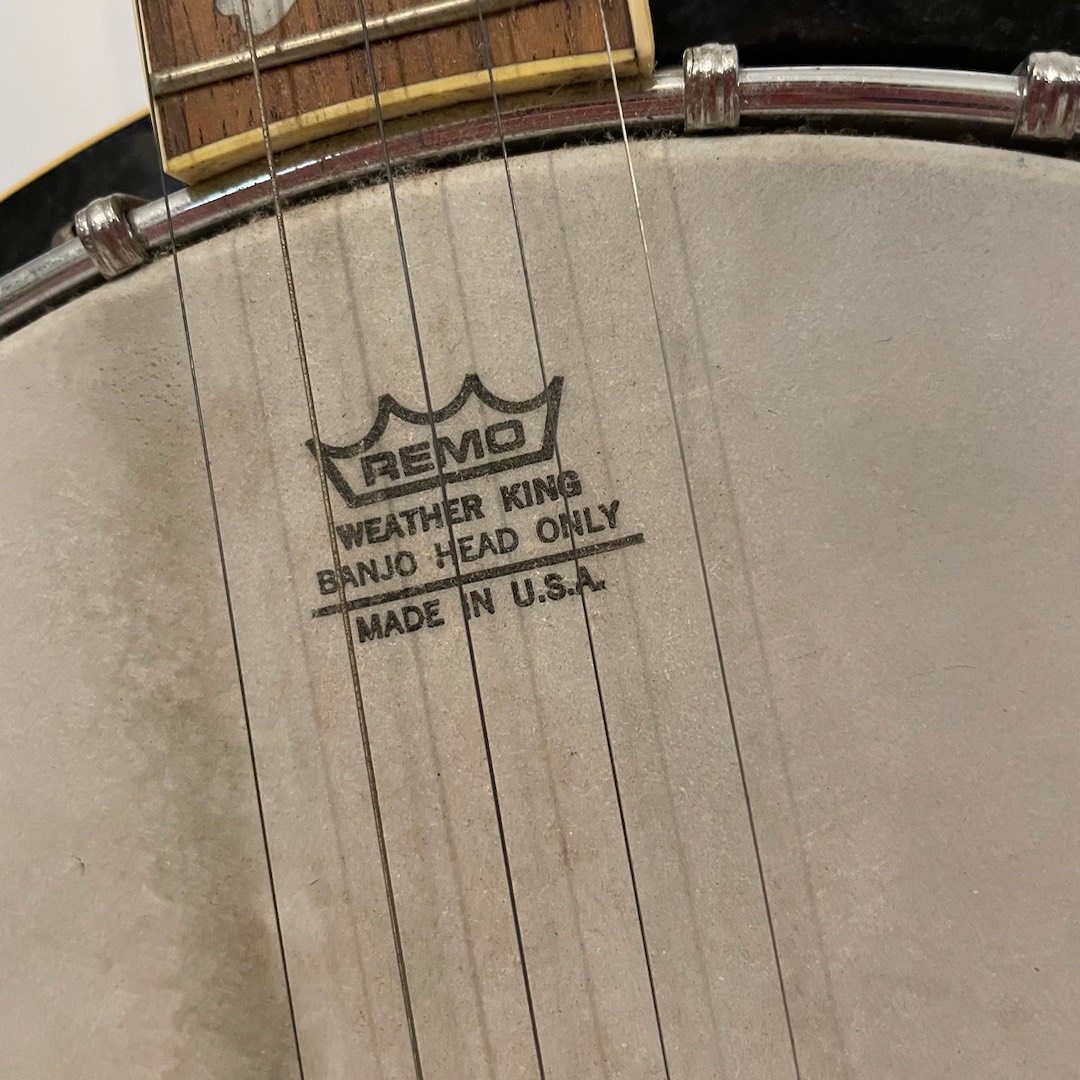 REMO
WEATHER KING
BANJO HEAD ONLY
MADE IN U.S.A.